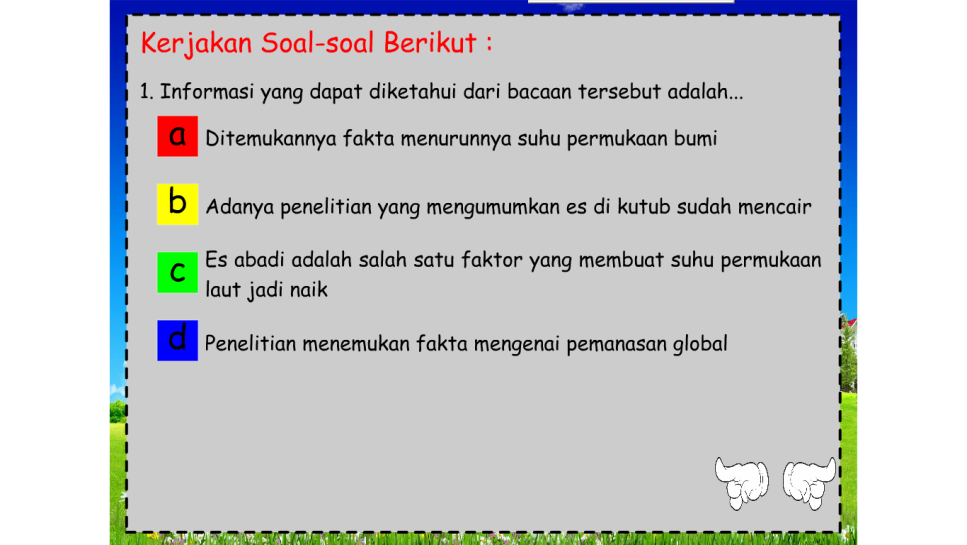 Kerjakan Soal-soal Berikut :
1. Informasi yang dapat diketahui dari bacaan tersebut adalah...
a Ditemukannya fakta menurunnya suhu permukaan bumi
b Adanya penelitian yang mengumumkan es di kutub sudah mencair
c Es abadi adalah salah satu faktor yang membuat suhu permukaan
laut jadi naik
d Penelitian menemukan fakta mengenai pemanasan global